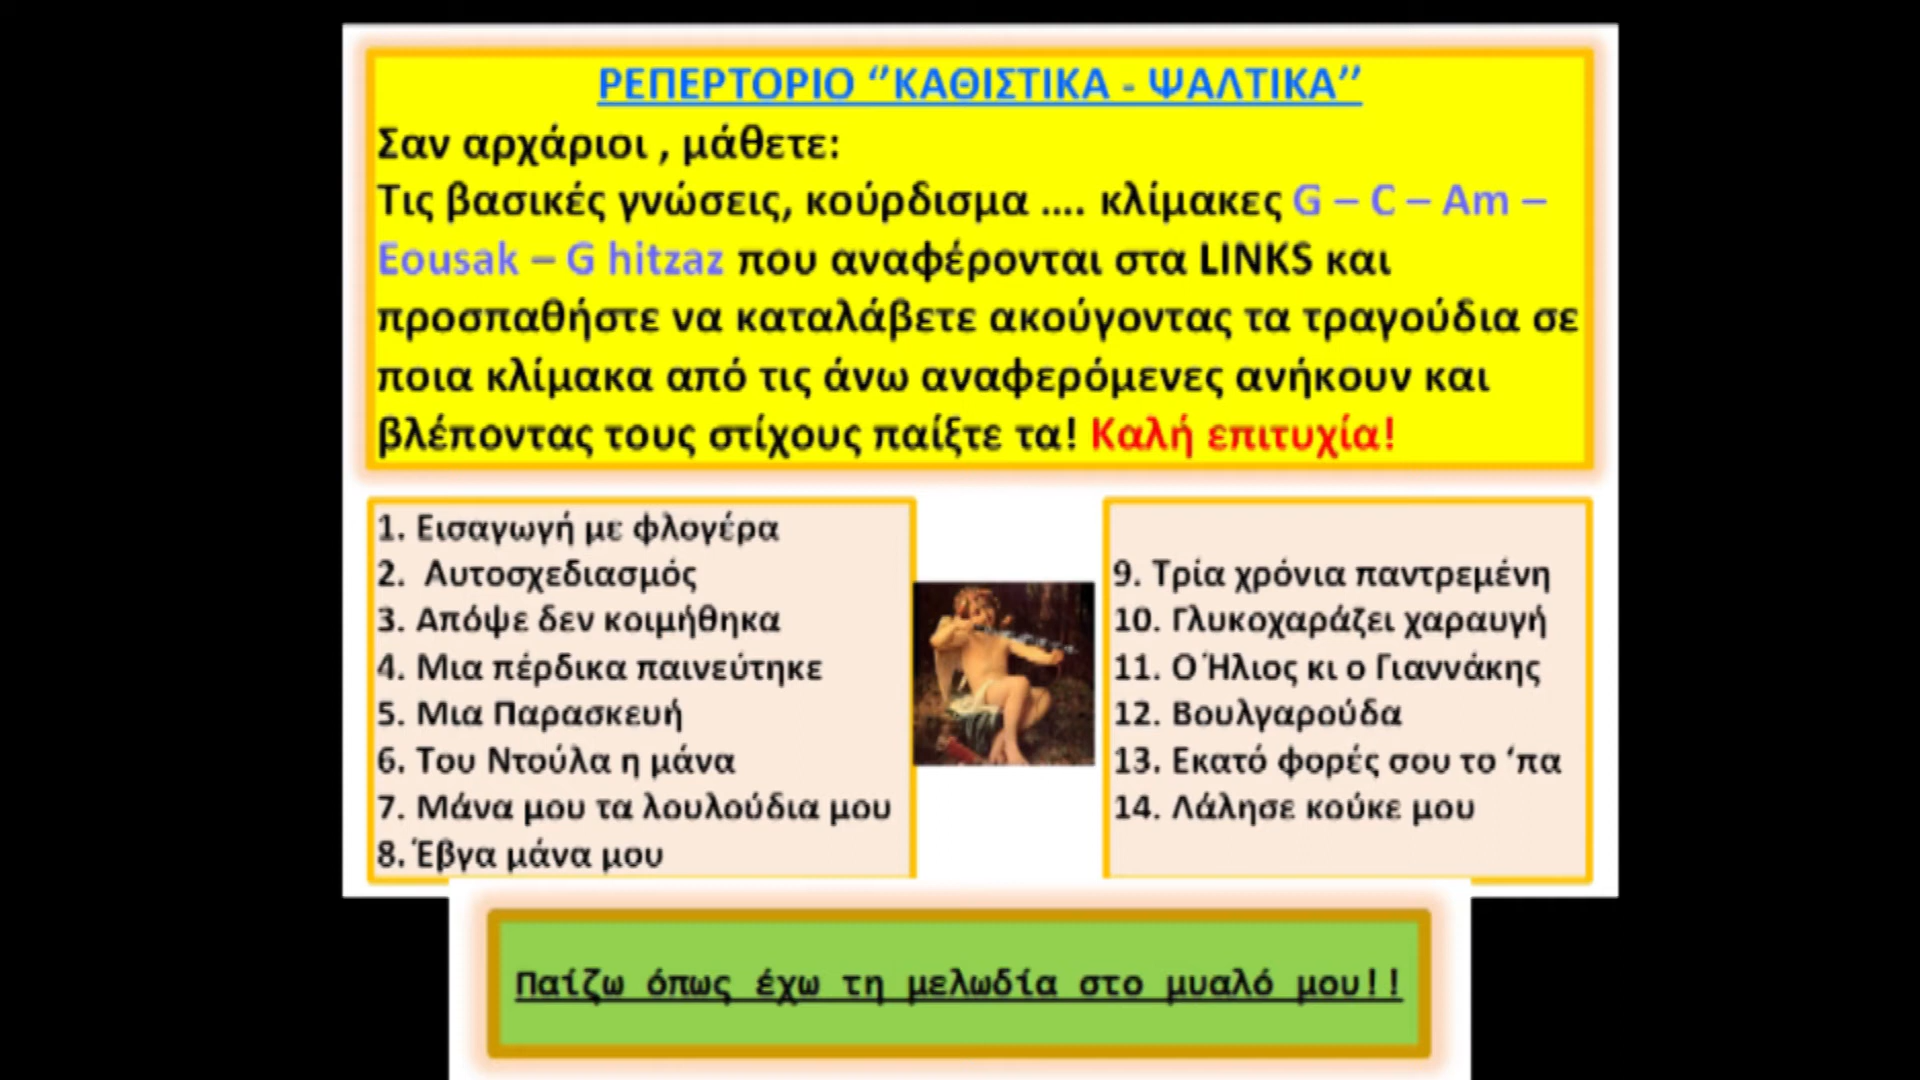 ΡΕΠΕΡΤΟΡΙΟ ‘’ΚΑΘΙΣΤΙΚΑ - ΨΑΛΤΙΚΑ’’
Σαν αρχάριοι , μάθετε:
Τις βασικές γνώσεις, κούρδισμα .... κλίμακες G – C – Am –
Eousak – G hitzaz που αναφέρονται στα LINKS και
προσπαθήστε να καταλάβετε ακούγοντας τα τραγούδια σε
ποια κλίμακα από τις άνω αναφερόμενες ανήκουν και
βλέποντας τους στίχους παίξτε τα! Καλή επιτυχία!
1. Εισαγωγή με φλογέρα
2. Αυτοσχεδιασμός
3. Απόψε δεν κοιμήθηκα
4. Μια πέρδικα παινεύτηκε
5. Μια Παρασκευή
6. Του Ντούλα η μάνα
7. Μάνα μου τα λουλούδια μου
8. Έβγα μάνα μου
9. Τρία χρόνια παντρεμένη
10. Γλυκοχαράζει χαραυγή
11. Ο Ήλιος κι ο Γιαννάκης
12. Βουλγαρούδα
13. Εκατό φορές σου το ‘πα
14. Λάλησε κούκε μου
Παίζω όπως έχω τη μελωδία στο μυαλό μου!!